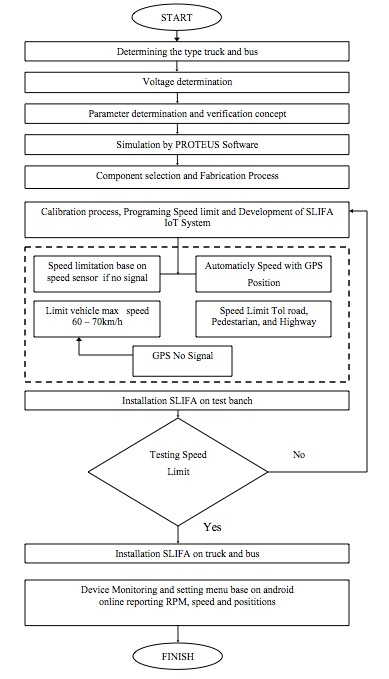 START
Determining the type truck and bus
Voltage determination
Parameter determination and verification concept
Simulation by PROTEUS Software
Component selection and Fabrication Process
Calibration process, Programing Speed limit and Development of SLIFA
IoT System
Speed limitation base on
speed sensor if no signal
Automaticly Speed with GPS
Position
Limit vehicle max speed
60 – 70km/h
Speed Limit Tol road,
Pedestarian, and Highway
GPS No Signal
Installation SLIFA on test banch
Testing Speed
Limit
No
Yes
Installation SLIFA on truck and bus
Device Monitoring and setting menu base on android
online reporting RPM, speed and posititions
FINISH